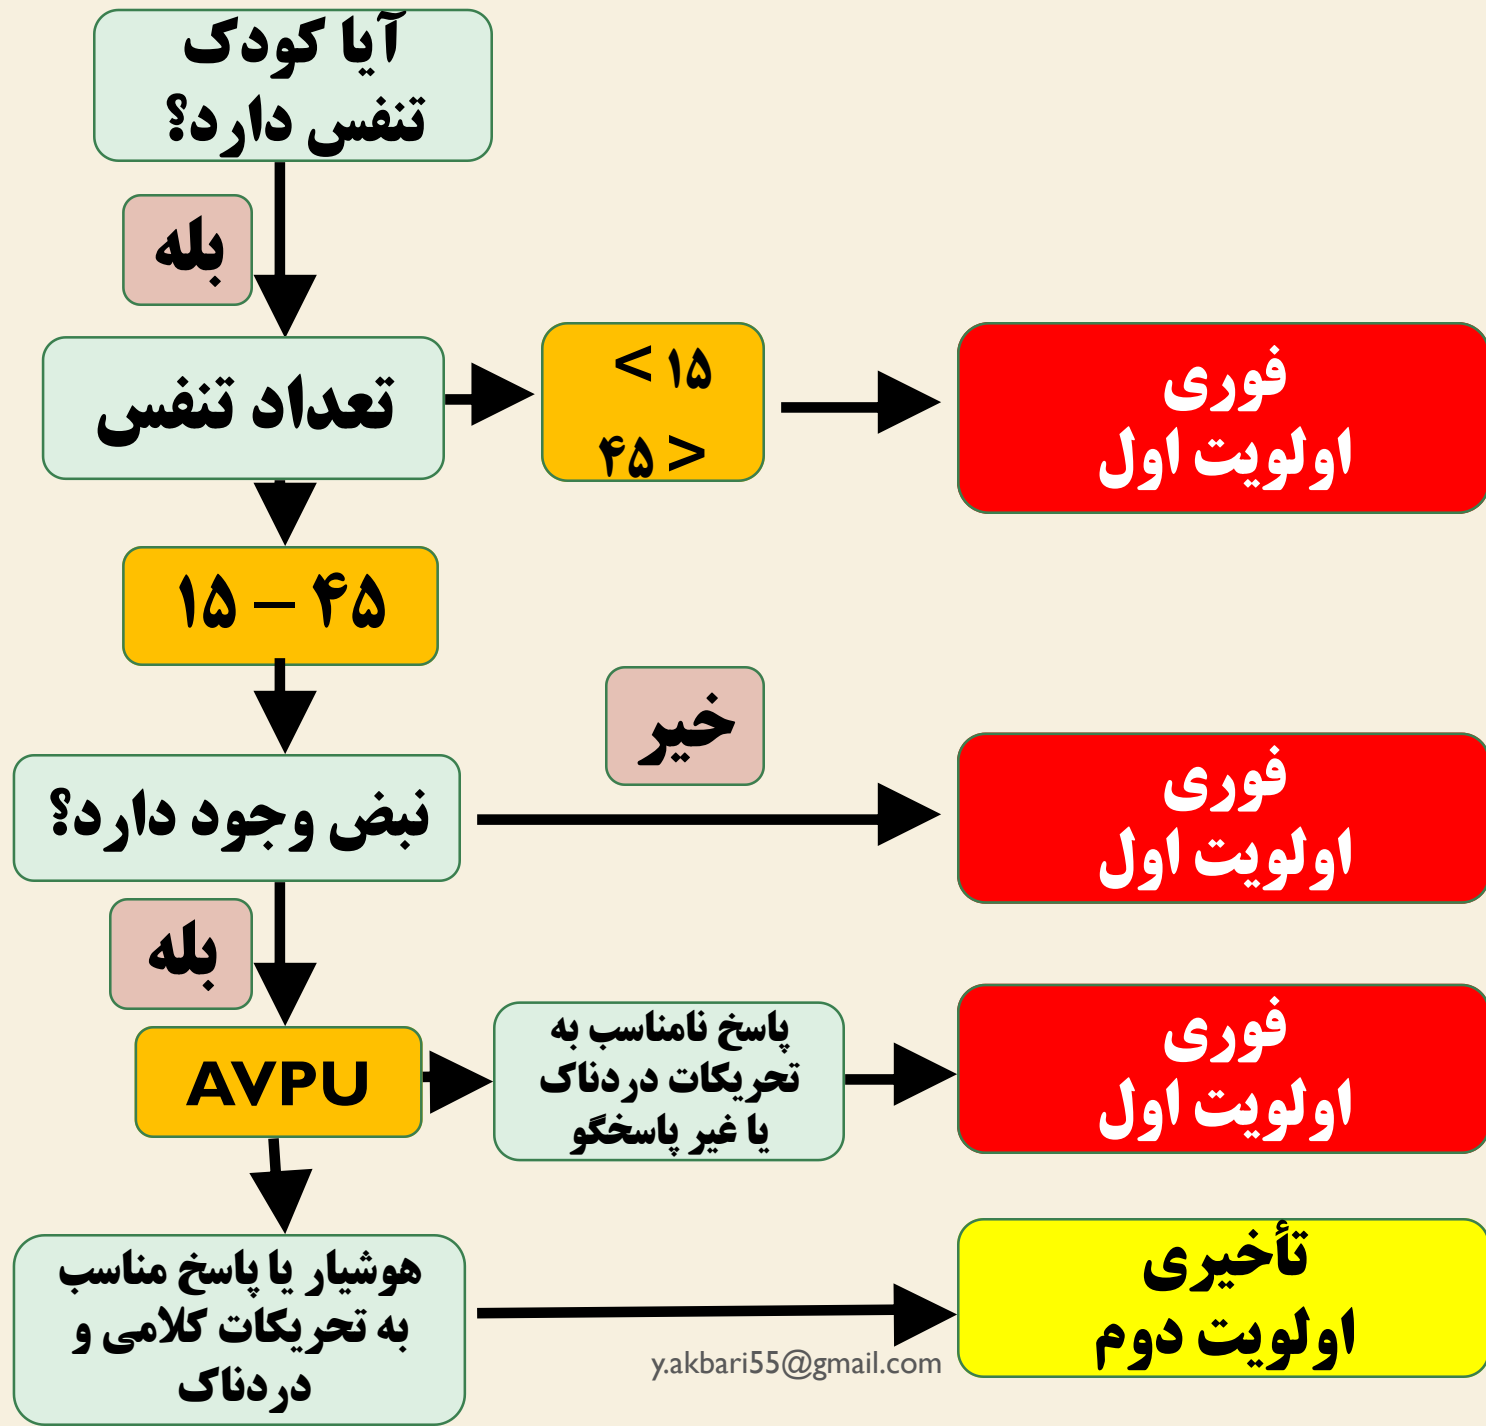 آیا کودک
تنفس دارد؟
بله
تعداد تنفس
< ۱۵
۴۵ >
فوری
اولویت اول
۱۵ – ۴۵
خیر
نبض وجود دارد؟
فوری
اولویت اول
بله
AVPU
پاسخ نامناسب به
تحریکات دردناک
یا غیر پاسخگو
فوری
اولویت اول
هوشیار یا پاسخ مناسب
به تحریکات کلامی و
دردناک
تأخیری
اولویت دوم
y.akbari55@gmail.com